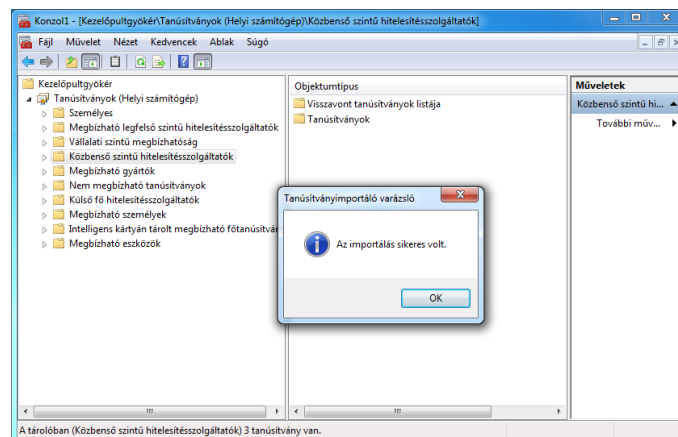 Konzol1 - [Kezelőpultgyökér\Tanúsítványok (Helyi számítógép)\Közbenső szintű hitelesítésszolgáltatók]
Fájl Művelet Nézet Kedvencek Ablak Súgó
Kezelőpultgyökér
Tanúsítványok (Helyi számítógép)
Személyes
Megbízható legfelső szintű hitelesítésszolgáltatók
Vállalati szintű megbízhatóság
Közbenső szintű hitelesítésszolgáltatók
Megbízható gyártók
Nem megbízható tanúsítványok
Külső fő hitelesítésszolgáltatók
Megbízható személyek
Intelligens kártyán tárolt megbízható főtanúsítvár
Megbízható eszközök
Objektumtípus
Visszavont tanúsítványok listája
Tanúsítványok
Műveletek
Közbenső szintű hi...
További műv...
Tanúsítványimportáló varázsló
Az importálás sikeres volt.
OK
A tárolóban (Közbenső szintű hitelesítésszolgáltatók) 3 tanúsítvány van.